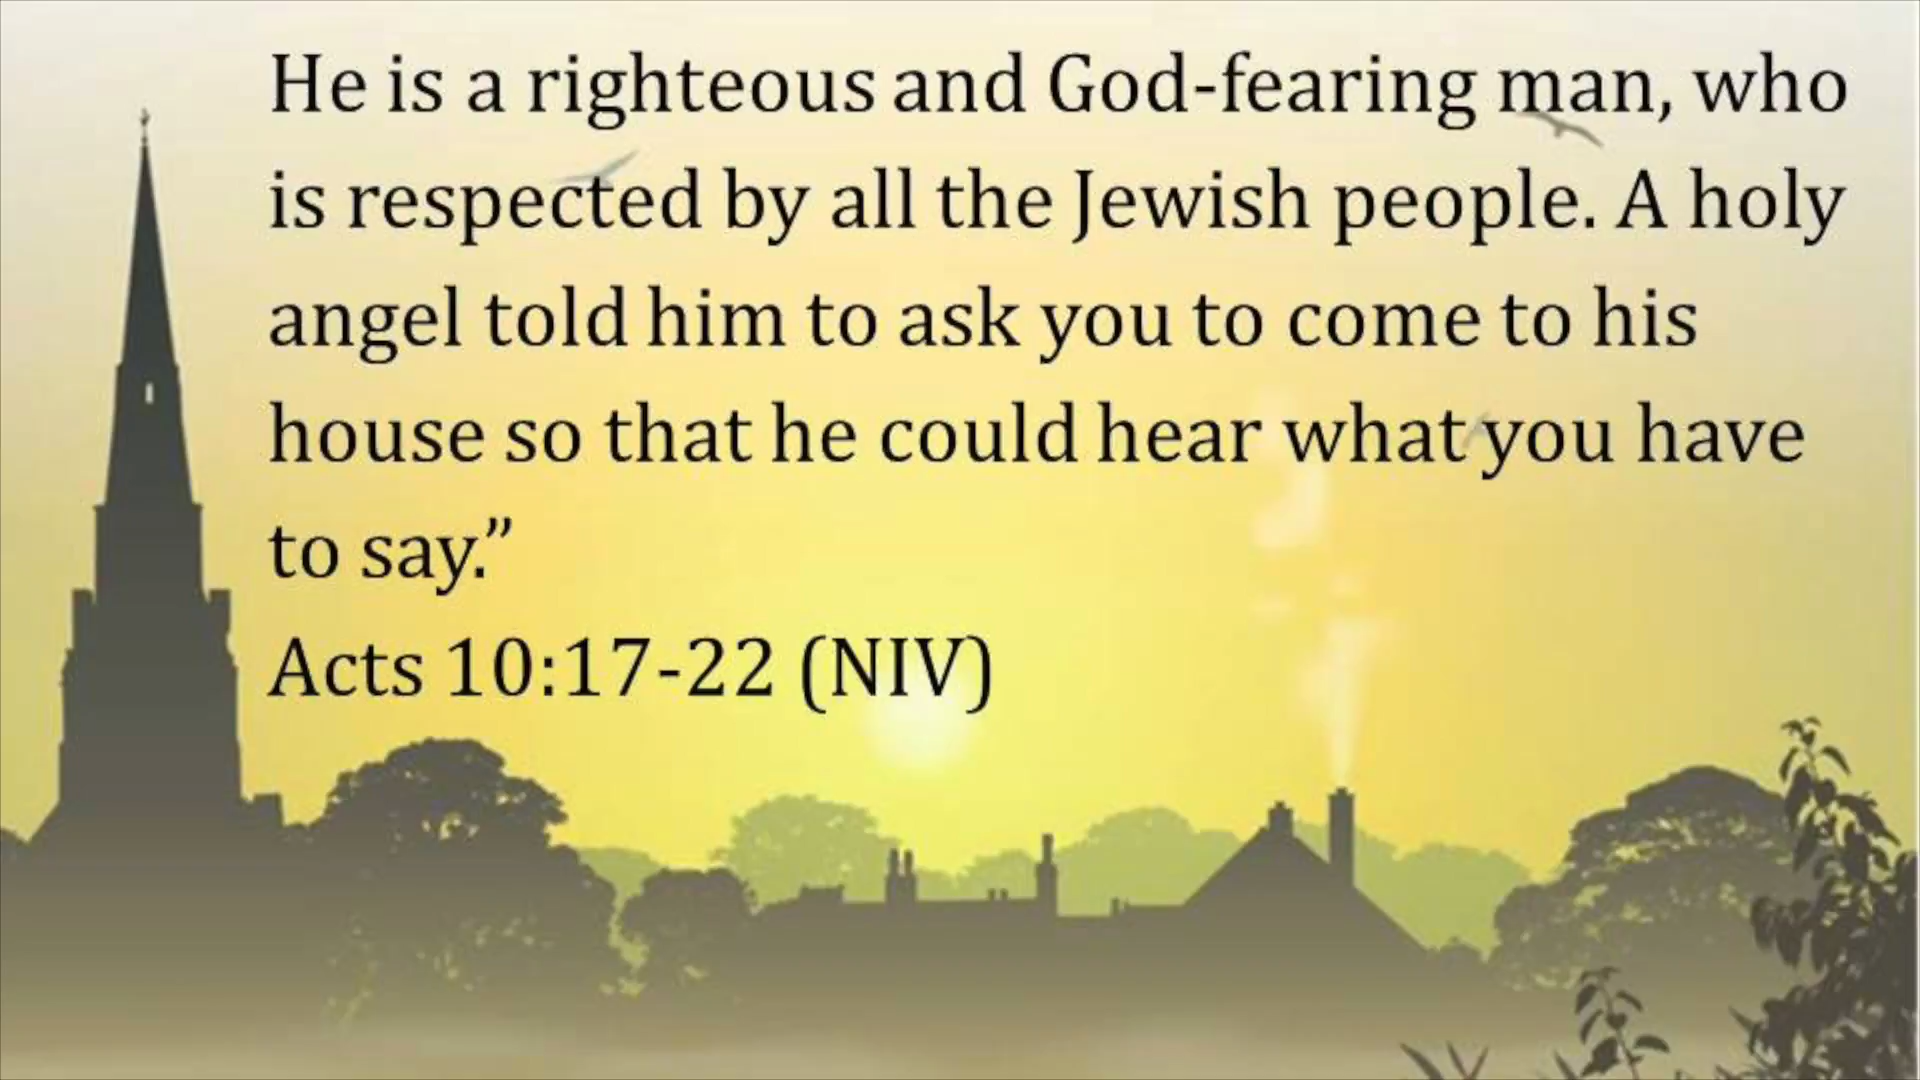 He is a righteous and God-fearing man, who
is respected by all the Jewish people. A holy
angel told him to ask you to come to his
house so that he could hear what you have
to say.”
Acts 10:17-22 (NIV)